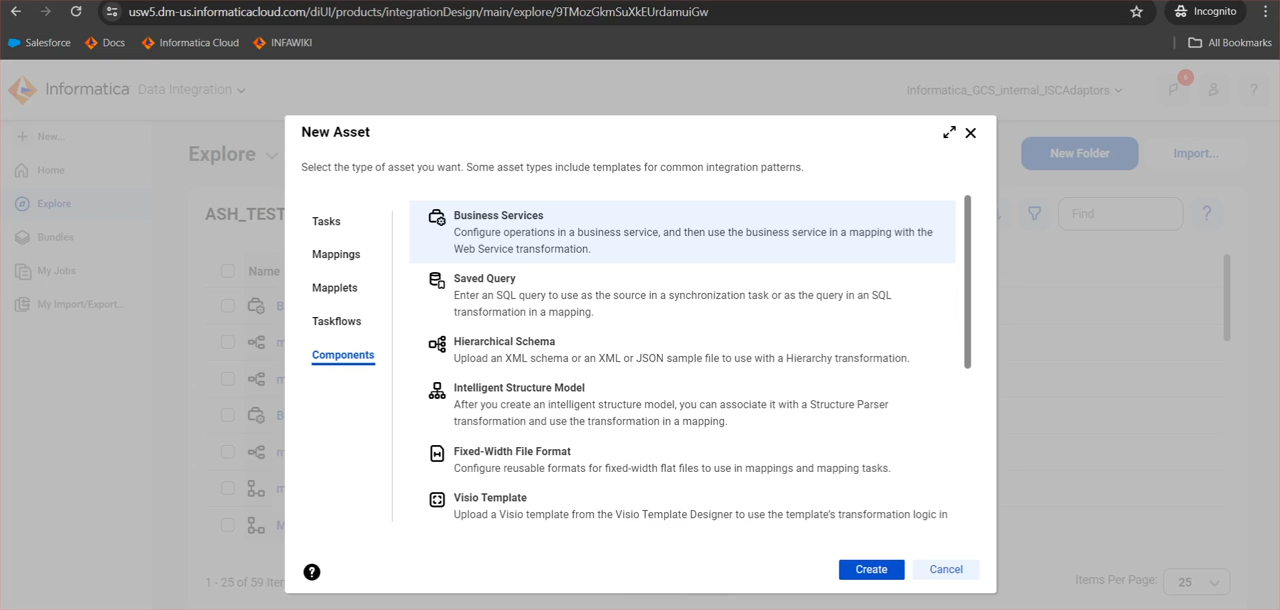 usw5.dm-us.informaticacloud.com/diUI/products/integrationDesign/main/explore/9TMozGkmSuXkEUrdamuiGw
Incognito
Salesforce
Docs
Informatica Cloud
INFAWIKI
All Bookmarks
Informatica Data Integration
Informatica_GCS_internal_ISCAdaptors
6
?
New...
Home
Explore
Bundles
My Jobs
My Import/Export...
Explore
New Folder
Import...
ASH_TEST
Find
?
Name
B
B
New Asset
Select the type of asset you want. Some asset types include templates for common integration patterns.
Tasks
Mappings
Mapplets
Taskflows
Components
Business Services
Configure operations in a business service, and then use the business service in a mapping with the
Web Service transformation.
Saved Query
Enter an SQL query to use as the source in a synchronization task or as the query in an SQL
transformation in a mapping.
Hierarchical Schema
Upload an XML schema or an XML or JSON sample file to use with a Hierarchy transformation.
Intelligent Structure Model
After you create an intelligent structure model, you can associate it with a Structure Parser
transformation and use the transformation in a mapping.
Fixed-Width File Format
Configure reusable formats for fixed-width flat files to use in mappings and mapping tasks.
Visio Template
Upload a Visio template from the Visio Template Designer to use the template's transformation logic in
?
Create
Cancel
1 - 25 of 59 Iter
Items Per Page:
25